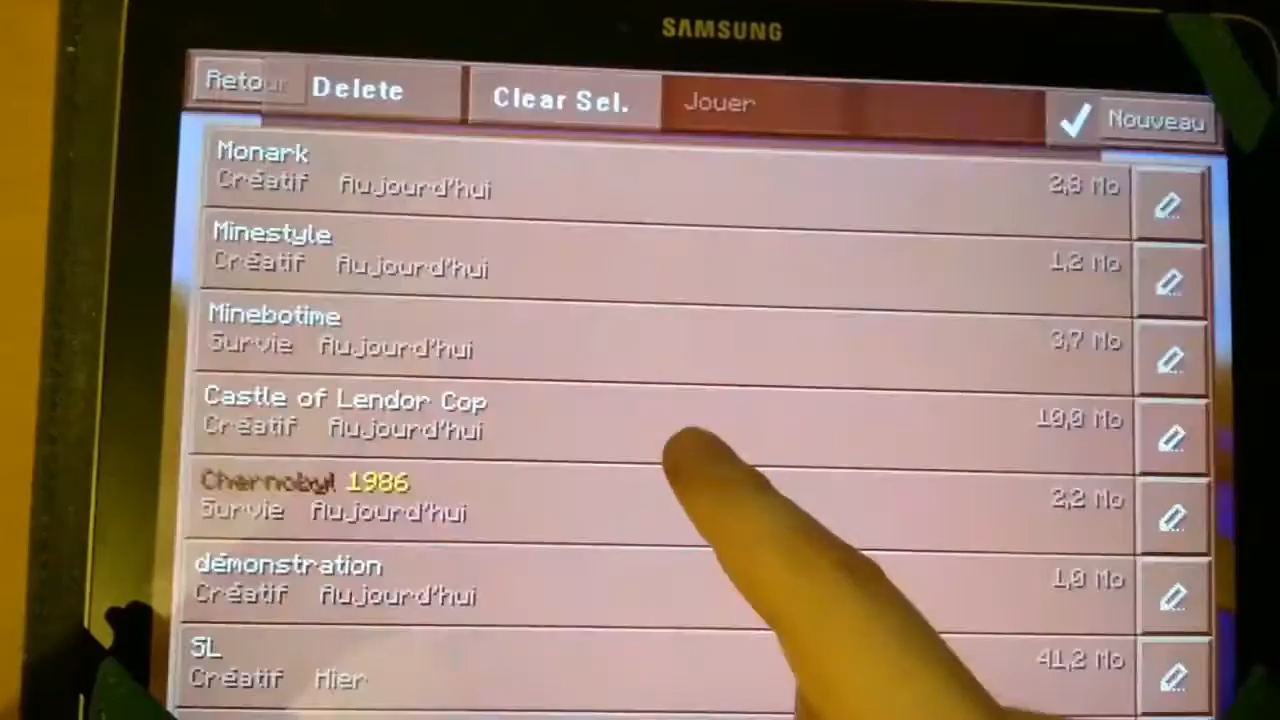 SAMSUNG
Retour Delete Clear Sel. Jouer Nouveau
Monark
Créatif Aujourd'hui 2,8 Mo
Minestyle
Créatif Aujourd'hui 1,2 Mo
Minebotime
Survie Aujourd'hui 3,7 Mo
Castle of Lendor Cop
Créatif Aujourd'hui 10,0 Mo
Chernobyl 1986
Survie Aujourd'hui 2,2 Mo
démonstration
Créatif Aujourd'hui 1,0 Mo
SL
Créatif Hier 41,2 Mo